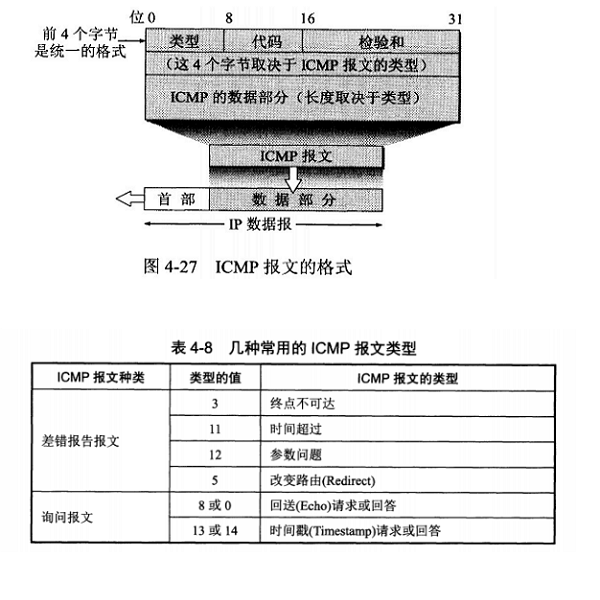 位 0 8 16 31
前 4 个字节
是统一的格式
类型 代码 检验和
（这 4 个字节取决于 ICMP 报文的类型）
ICMP 的数据部分（长度取决于类型）
ICMP 报文
首 部 数 据 部 分
IP 数据报
图 4-27 ICMP 报文的格式
表 4-8 几种常用的 ICMP 报文类型
ICMP 报文种类 类型的值 ICMP 报文的类型
差错报告报文 3 终点不可达
11 时间超过
12 参数问题
5 改变路由(Redirect)
询问报文 8 或 0 回送(Echo)请求或回答
13 或 14 时间戳(Timestamp)请求或回答